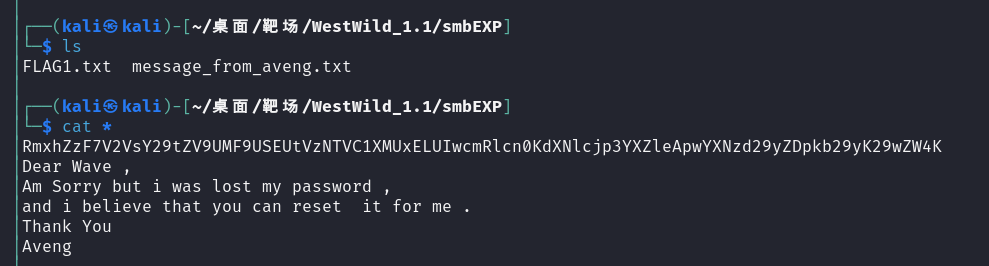 ┌──(kali㉿kali)-[~/桌面/靶场/WestWild_1.1/smbEXP]
└─$ ls
FLAG1.txt  message_from_aveng.txt
┌──(kali㉿kali)-[~/桌面/靶场/WestWild_1.1/smbEXP]
└─$ cat *
RmxhZzF7V2VsY29tZV9UMF9USEUtVzNTVC1XMUxELUIwcmRlcn0KdXNlcjp3YXZleApwYXNzd29yZDpkb29yK29wZW4K
Dear Wave ,
Am Sorry but i was lost my password ,
and i believe that you can reset  it for me .
Thank You
Aveng